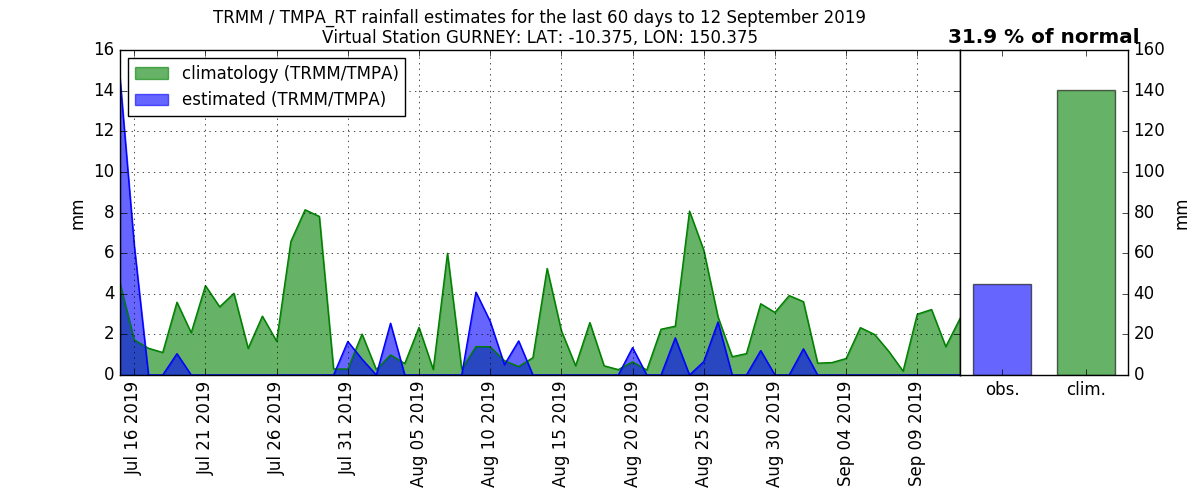 TRMM / TMPA_RT rainfall estimates for the last 60 days to 12 September 2019
Virtual Station GURNEY: LAT: -10.375, LON: 150.375
31.9 % of normal
climatology (TRMM/TMPA)
estimated (TRMM/TMPA)
mm
16
14
12
10
8
6
4
2
0
Jul 16 2019
Jul 21 2019
Jul 26 2019
Jul 31 2019
Aug 05 2019
Aug 10 2019
Aug 15 2019
Aug 20 2019
Aug 25 2019
Aug 30 2019
Sep 04 2019
Sep 09 2019
obs.
clim.
160
140
120
100
80
60
40
20
0
mm